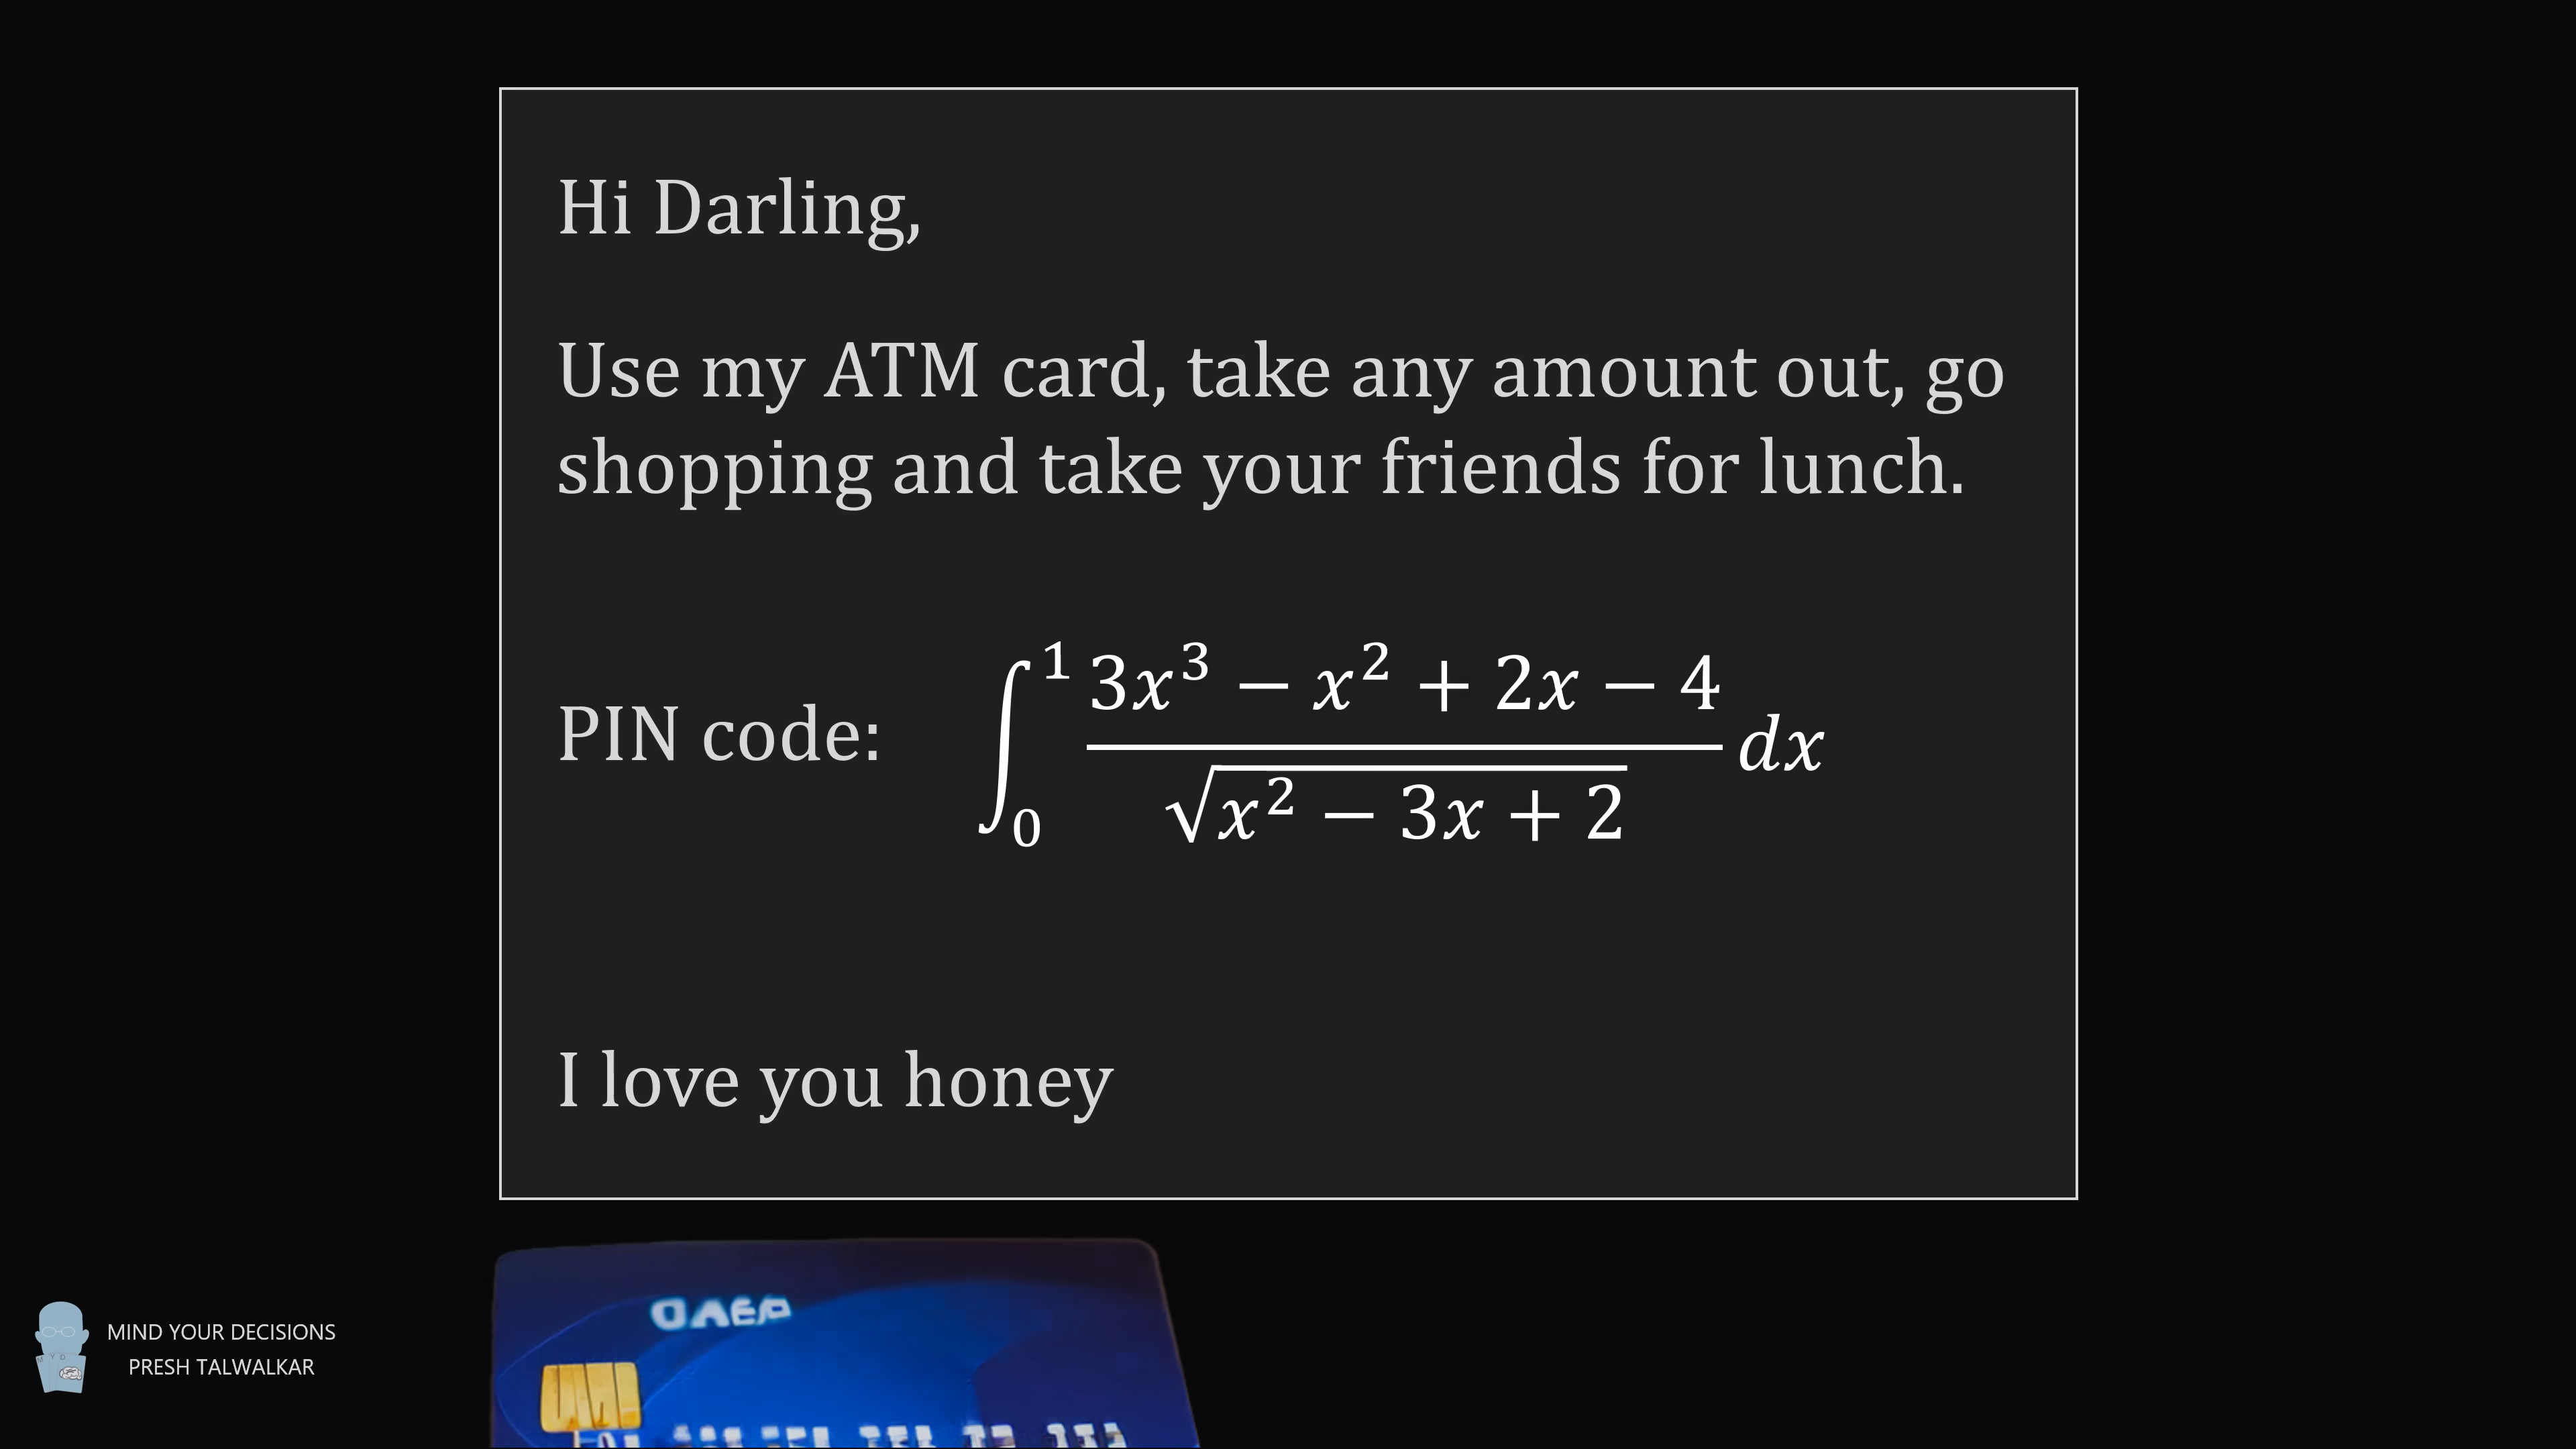 Hi Darling,
Use my ATM card, take any amount out, go
shopping and take your friends for lunch.
PIN code: ∫₀¹ (3x³ − x² + 2x − 4)/√(x² − 3x + 2) dx
I love you honey
MIND YOUR DECISIONS
PRESH TALWALKAR